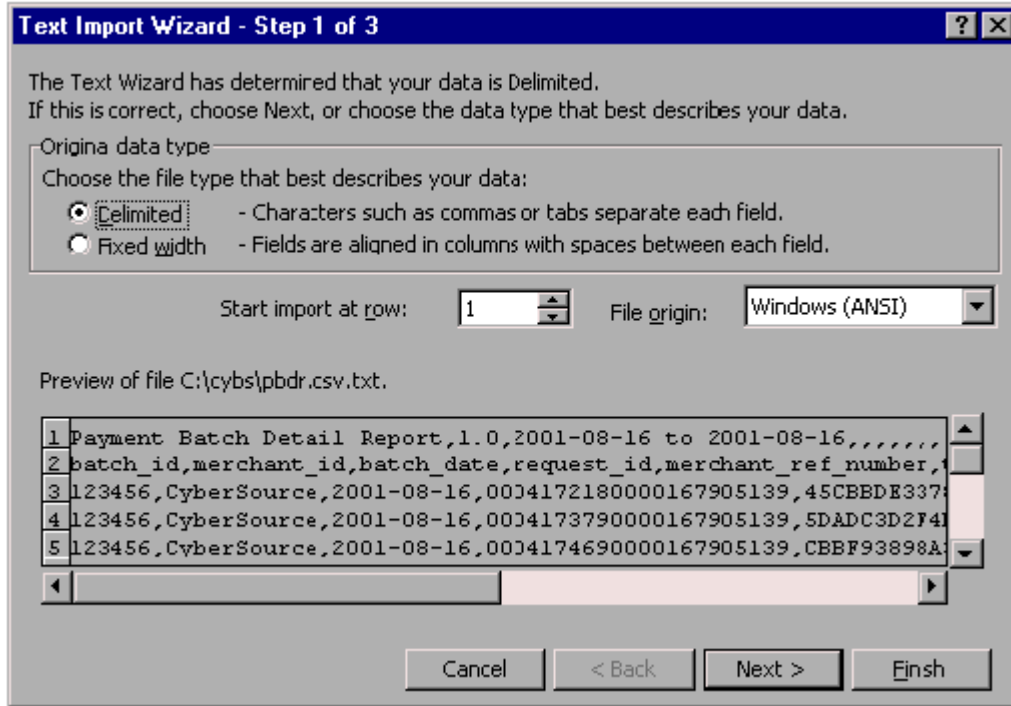 Text Import Wizard - Step 1 of 3
The Text Wizard has determined that your data is Delimited.
If this is correct, choose Next, or choose the data type that best describes your data.
Origina data type
Choose the file type that best describes your data:
Delimited - Characters such as commas or tabs separate each field.
Fixed width - Fields are aligned in columns with spaces between each field.
Start import at row: 1 File origin: Windows (ANSI)
Preview of file C:\cybs\pbdr.csv.txt.
1 Payment Batch Detail Report,1.0,2001-08-16 to 2001-08-16,,,,,,,
2 batch_id,merchant_id,batch_date,request_id,merchant_ref_number,
3 123456,CyberSource,2001-08-16,0004172180000167905139,45CBBDE337
4 123456,CyberSource,2001-08-16,0004173790000167905139,5DADC3D2F4
5 123456,CyberSource,2001-08-16,0004174690000167905139,CBBF93898A
Cancel < Back Next > Finsh